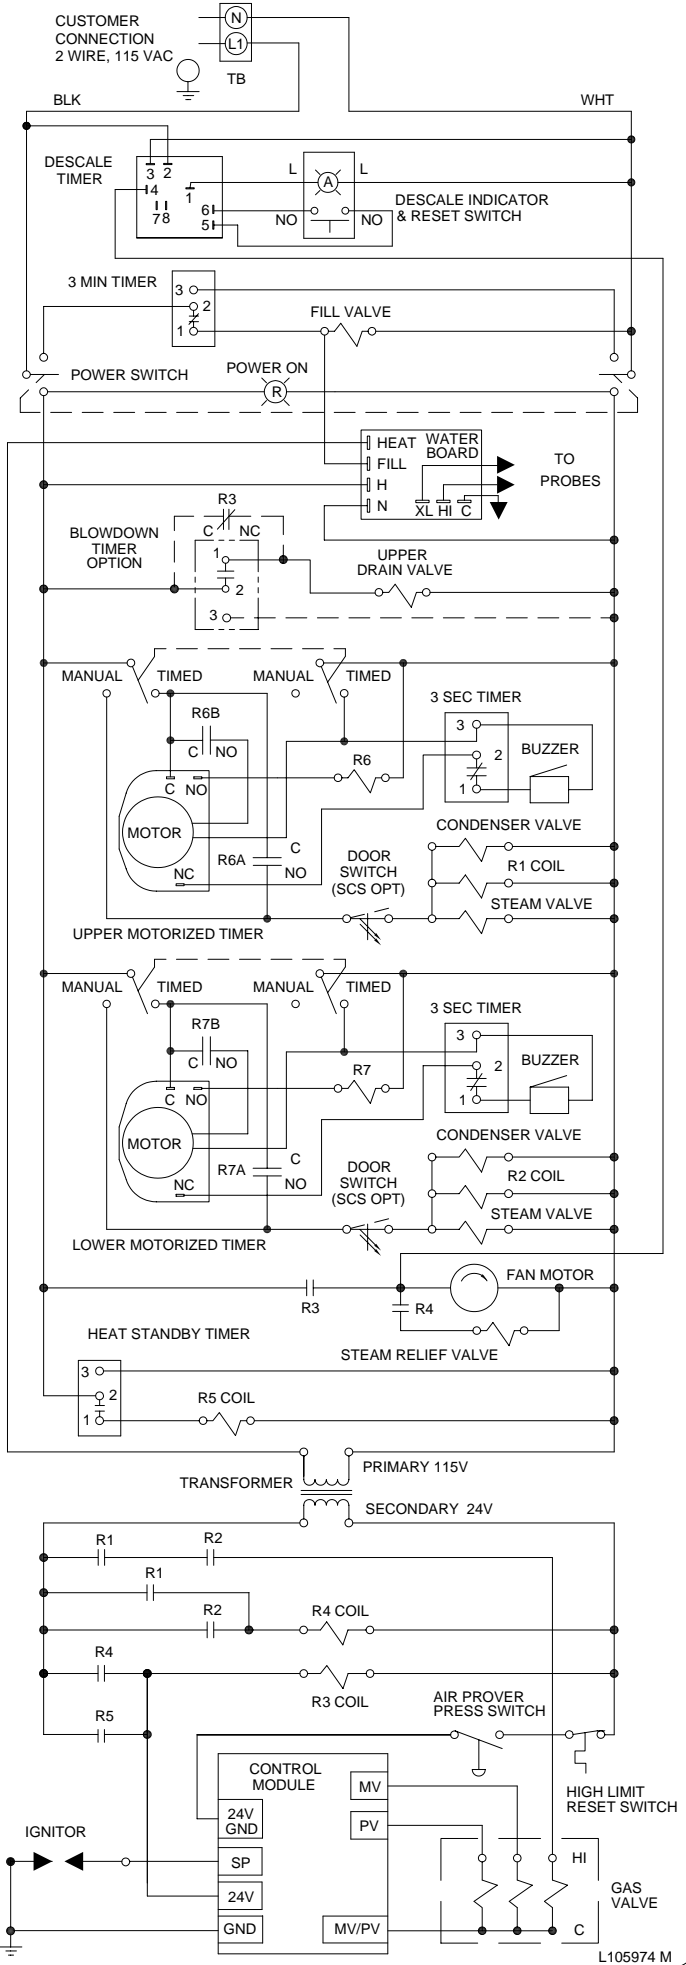 CUSTOMER
CONNECTION
2 WIRE, 115 VAC
N
L1
TB
BLK
WHT
DESCALE
TIMER
3 2
4
1
7 8
6
5
L
A
L
NO
NO
DESCALE INDICATOR
& RESET SWITCH
3 MIN TIMER
3
2
1
FILL VALVE
POWER SWITCH
POWER ON
R
HEAT
FILL
H
N
WATER
BOARD
XL HI C
TO
PROBES
R3
C
NC
BLOWDOWN
TIMER
OPTION
1
2
3
UPPER
DRAIN VALVE
MANUAL
TIMED
MANUAL
TIMED
3 SEC TIMER
3
2
1
BUZZER
R6B
C
NO
R6
C NO
MOTOR
NC
R6A
C
NO
DOOR
SWITCH
(SCS OPT)
CONDENSER VALVE
R1 COIL
STEAM VALVE
UPPER MOTORIZED TIMER
MANUAL
TIMED
MANUAL
TIMED
3 SEC TIMER
3
2
1
BUZZER
R7B
C
NO
R7
C NO
MOTOR
NC
R7A
C
NO
DOOR
SWITCH
(SCS OPT)
CONDENSER VALVE
R2 COIL
STEAM VALVE
LOWER MOTORIZED TIMER
R3
FAN MOTOR
R4
STEAM RELIEF VALVE
HEAT STANDBY TIMER
3
2
1
R5 COIL
TRANSFORMER
PRIMARY 115V
SECONDARY 24V
R1
R2
R1
R2
R4 COIL
R4
R3 COIL
R5
AIR PROVER
PRESS SWITCH
HIGH LIMIT
RESET SWITCH
CONTROL
MODULE
MV
24V
GND
PV
IGNITOR
SP
24V
GND
MV/PV
HI
GAS
VALVE
C
L105974 M